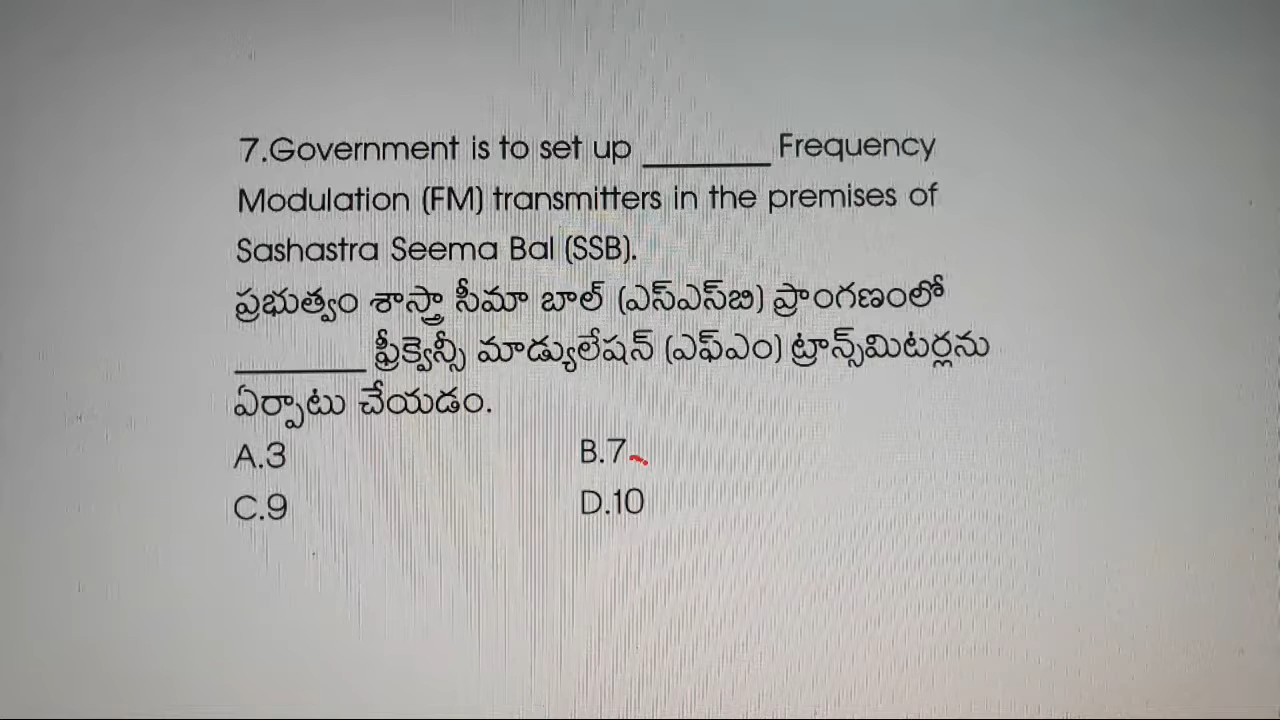 7.Government is to set up ________ Frequency
Modulation (FM) transmitters in the premises of
Sashastra Seema Bal (SSB).
ప్రభుత్వం శాస్త్రా సీమా బాల్ (ఎస్ఎస్బి) ప్రాంగణంలో
________ ఫ్రీక్వెన్సీ మాడ్యులేషన్ (ఎఫ్ఎం) ట్రాన్స్‌మిటర్లను
ఏర్పాటు చేయడం.
A.3 B.7
C.9 D.10